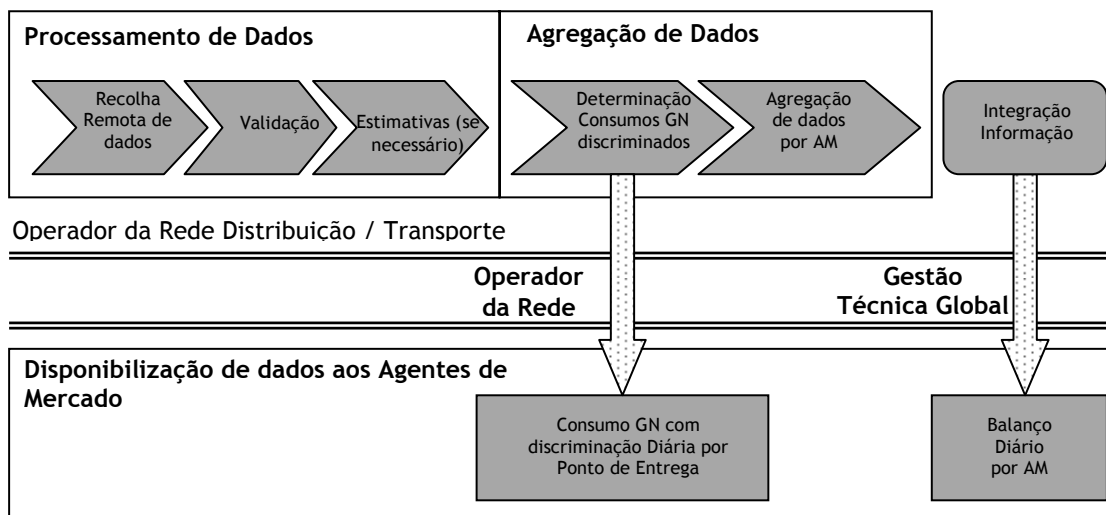 Processamento de Dados
Recolha
Remota de
dados
Validação
Estimativas (se
necessário)
Agregação de Dados
Determinação
Consumos GN
discriminados
Agregação
de dados
por AM
Integração
Informação
Operador da Rede Distribuição / Transporte
Operador
da Rede
Gestão
Técnica Global
Disponibilização de dados aos Agentes de
Mercado
Consumo GN com
discriminação Diária por
Ponto de Entrega
Balanço
Diário
por AM